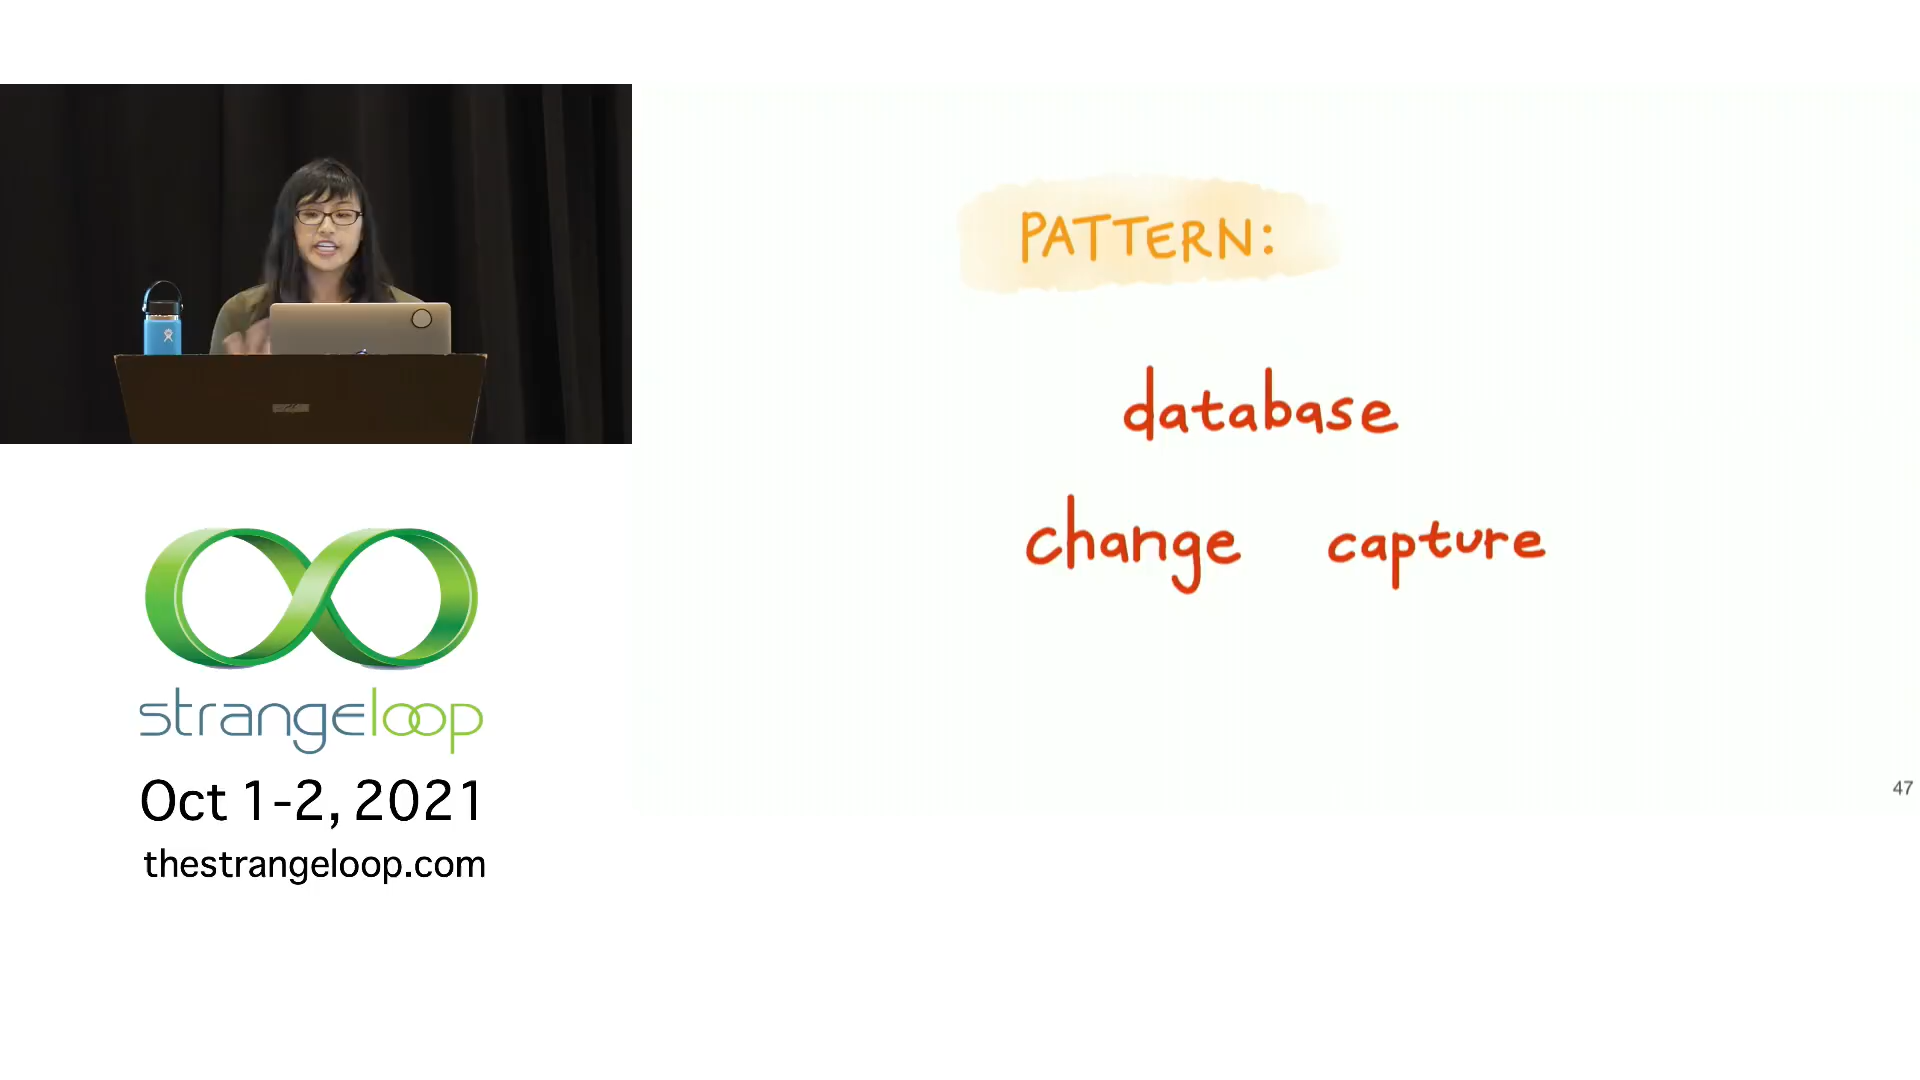 PATTERN:
database
change capture
47
strangeloop
Oct 1-2, 2021
thestrangeloop.com